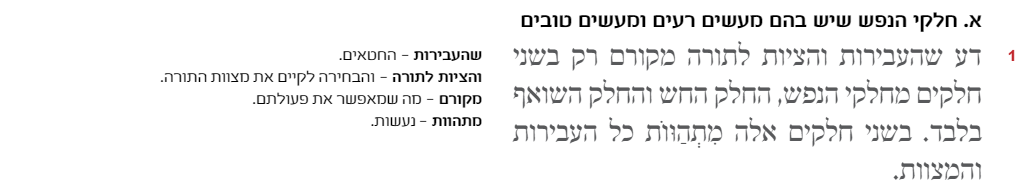 א. חלקי הנפש שיש בהם מעשים רעים ומעשים טובים
1 דע שהעבירות והציות לתורה מקורם רק בשני
חלקים מחלקי הנפש, החלק החש והחלק השואף
בלבד. בשני חלקים אלה מִתְהַוּוֹת כל העבירות
והמצוות.
שהעבירות – החטאים.
והציות לתורה – והבחירה לקיים את מצוות התורה.
מקורם – מה שמאפשר את פעולתם.
מתהוות – נעשות.